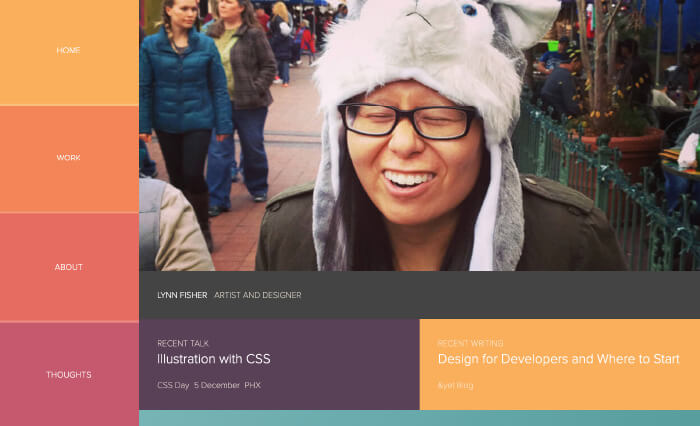 HOME
WORK
ABOUT
THOUGHTS
LYNN FISHER ARTIST AND DESIGNER
RECENT TALK
Illustration with CSS
CSS Day 5 December PHX
RECENT WRITING
Design for Developers and Where to Start
&yet Blog